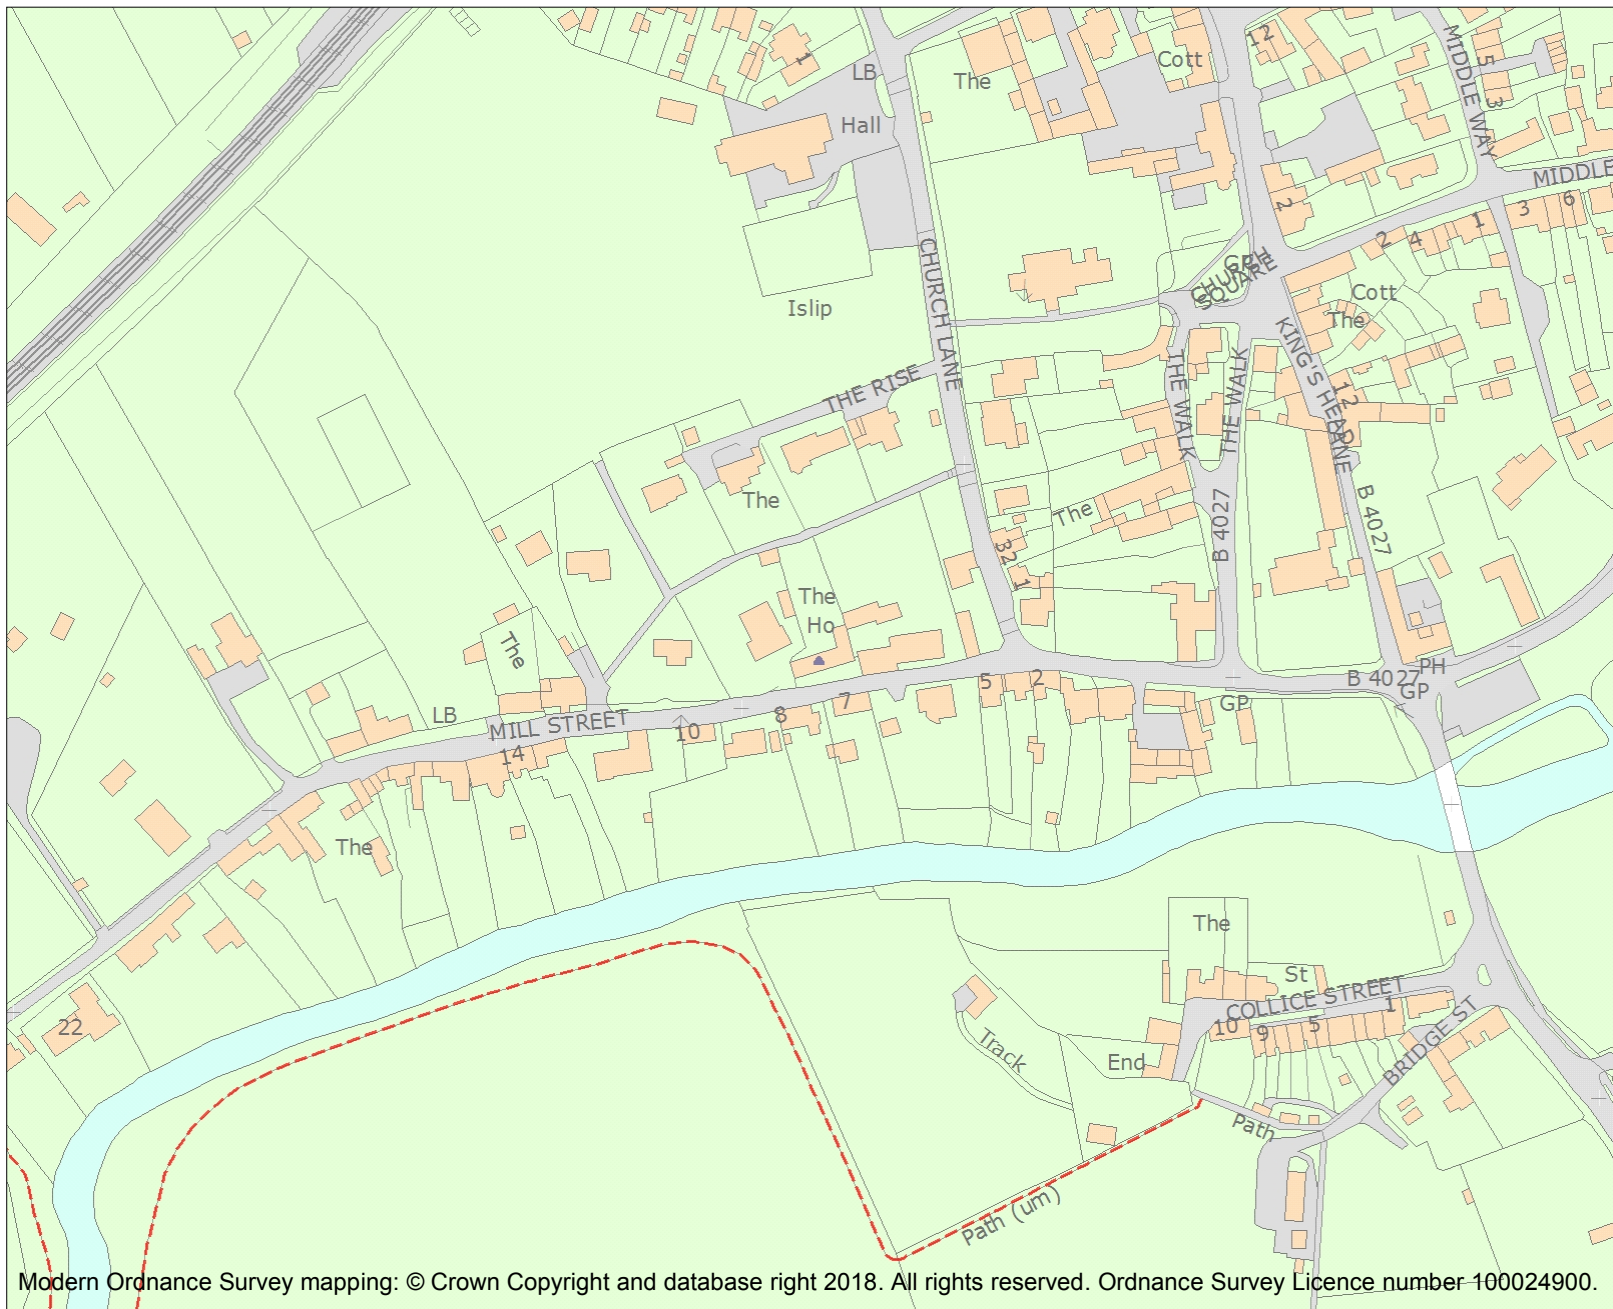 12
MIDDLE WAY
5
3
1
LB
The
Cott
Hall
MIDDLE
2
1
3
6
2
4
GP
CHURCH
SQUARE
CHURCH LANE
Islip
Cott
The
KING'S HEAD
LANE
THE RISE
THE WALK
THE WALK
12
The
The
B 4027
B 4027
32
1
The
Ho
The
PH
B 4027
GP
GP
5
2
7
8
10
LB
MILL STREET
14
The
The
St
COLLICE STREET
1
10
9
5
22
BRIDGE ST
Track
End
Path
Path (um)
Modern Ordnance Survey mapping: © Crown Copyright and database right 2018. All rights reserved. Ordnance Survey Licence number 100024900.